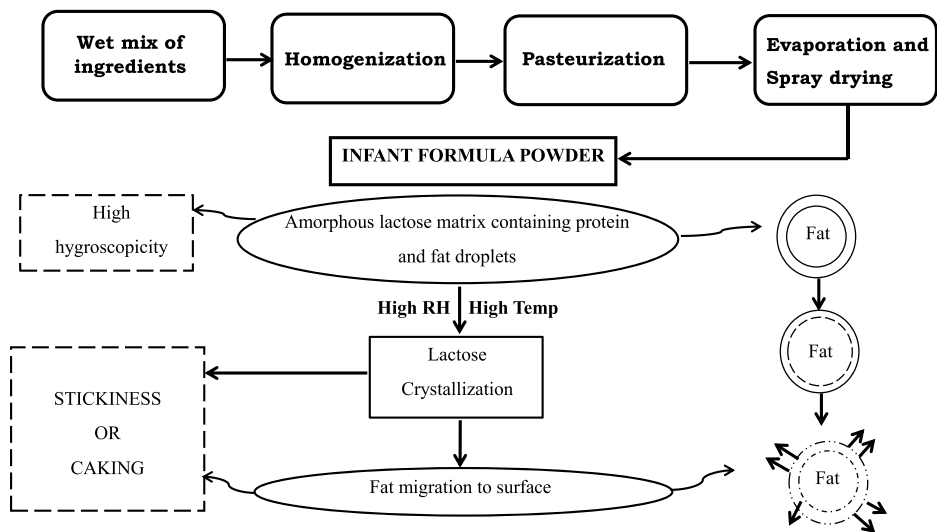 Wet mix of
ingredients
Homogenization
Pasteurization
Evaporation and
Spray drying
INFANT FORMULA POWDER
High
hygroscopicity
Amorphous lactose matrix containing protein
and fat droplets
Fat
High RH
High Temp
Lactose
Crystallization
Fat
STICKINESS
OR
CAKING
Fat migration to surface
Fat